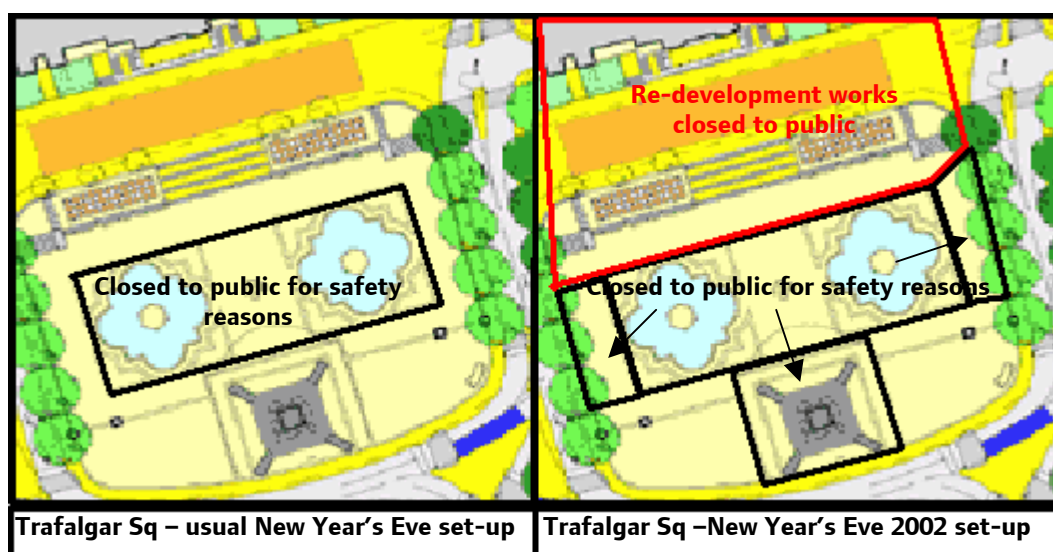 Closed to public for safety
reasons
Re-development works
closed to public
Closed to public for safety reasons
Trafalgar Sq – usual New Year's Eve set-up
Trafalgar Sq –New Year's Eve 2002 set-up